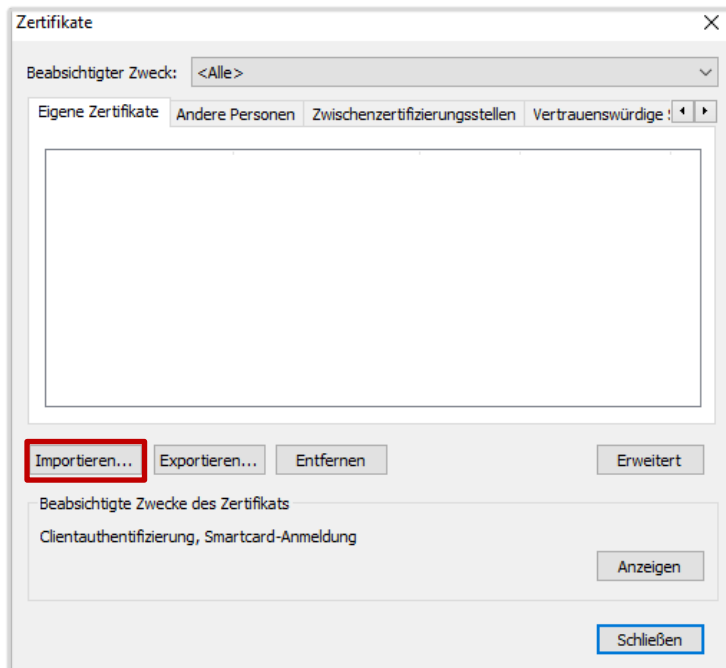 Zertifikate
Beabsichtigter Zweck: <Alle>
Eigene Zertifikate Andere Personen Zwischenzertifizierungsstellen Vertrauenswürdige
Importieren... Exportieren... Entfernen Erweitert
Beabsichtigte Zwecke des Zertifikats
Clientauthentifizierung, Smartcard-Anmeldung
Anzeigen
Schließen